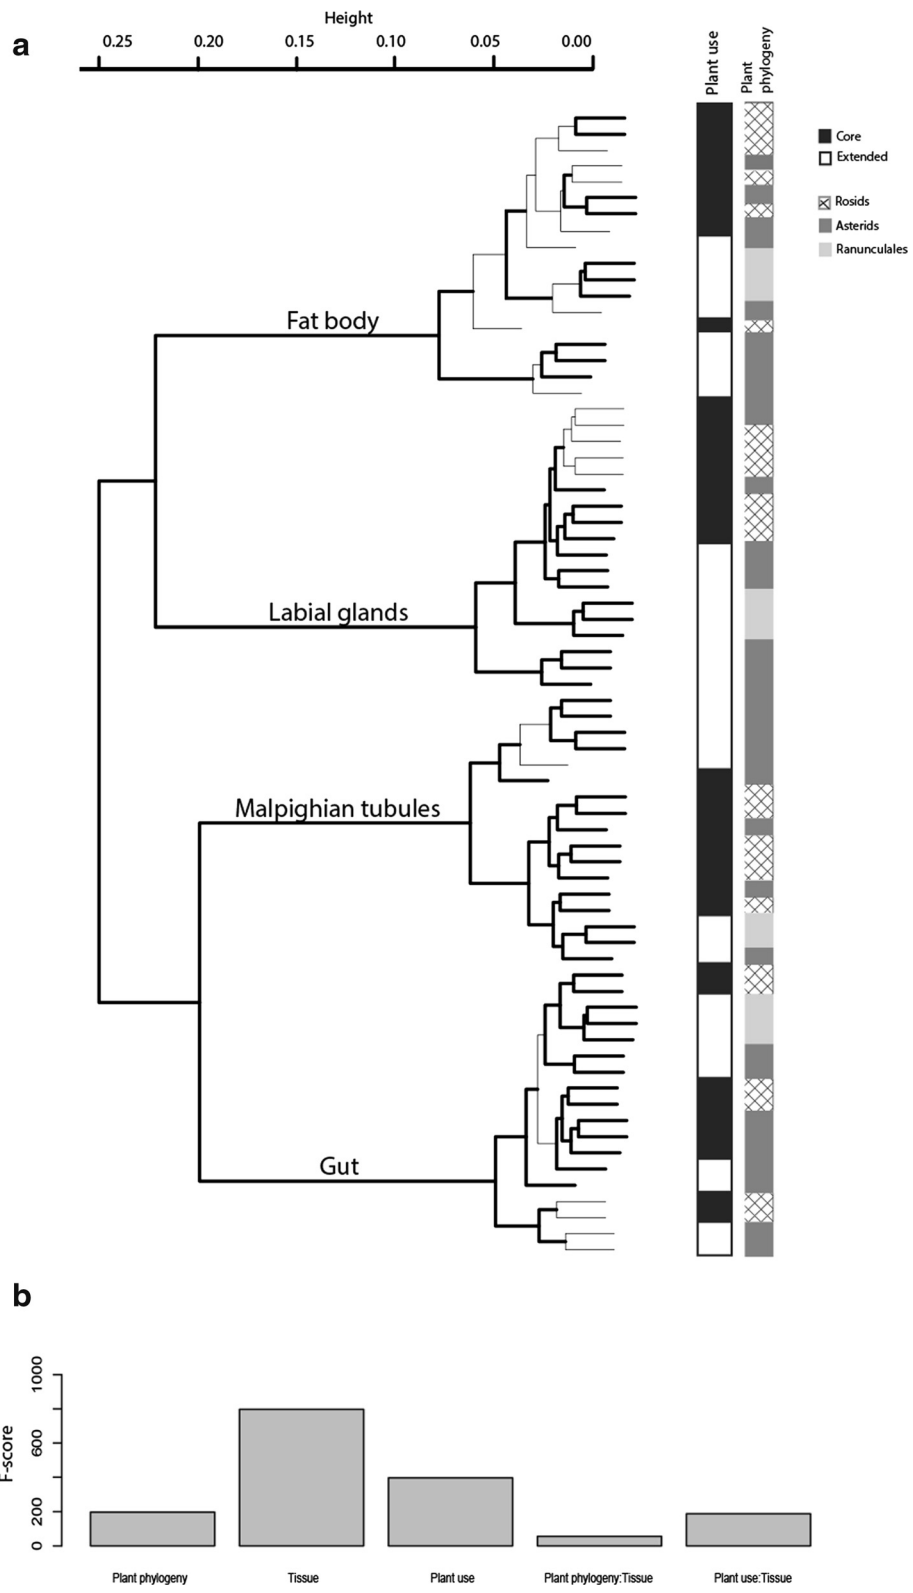 a
Height
0.25 0.20 0.15 0.10 0.05 0.00
Plant use
Plant
phylogeny
Core
Extended
Rosids
Asterids
Ranunculales
Fat body
Labial glands
Malpighian tubules
Gut
b
F-score
1000
600
200
0
Plant phylogeny Tissue Plant use Plant phylogeny:Tissue Plant use:Tissue